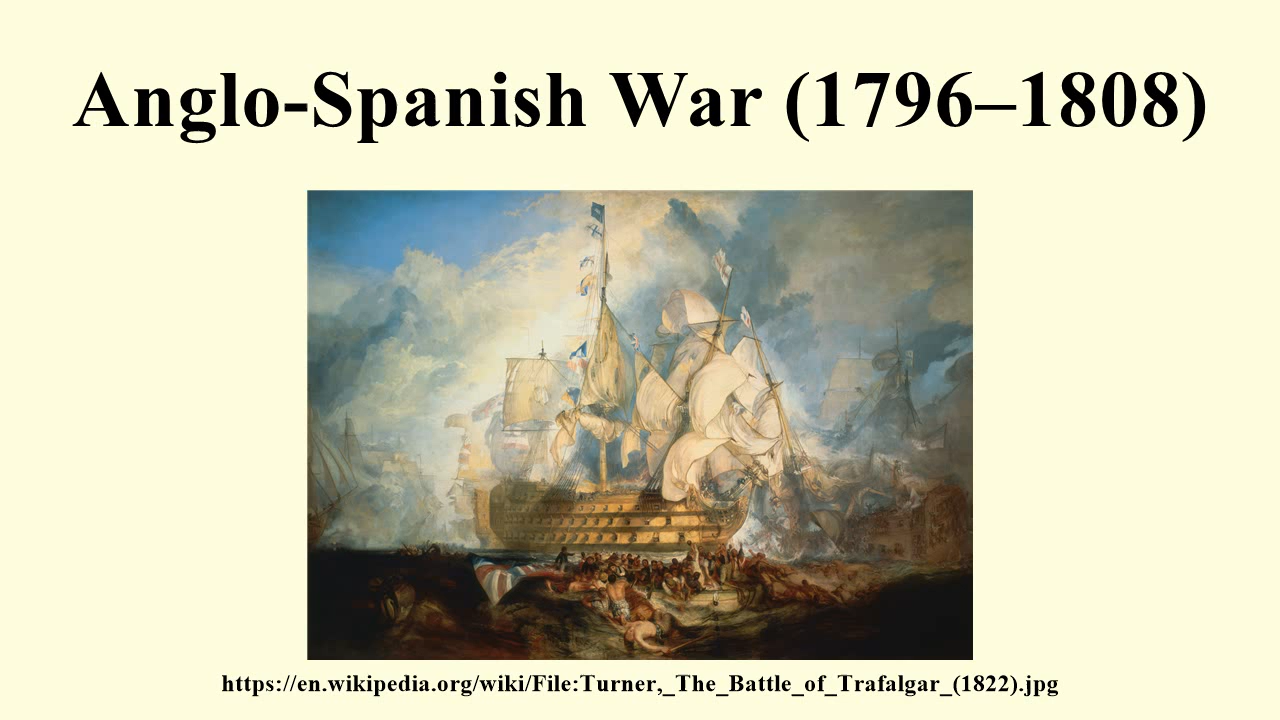 Anglo-Spanish War (1796–1808)
https://en.wikipedia.org/wiki/File:Turner,_The_Battle_of_Trafalgar_(1822).jpg